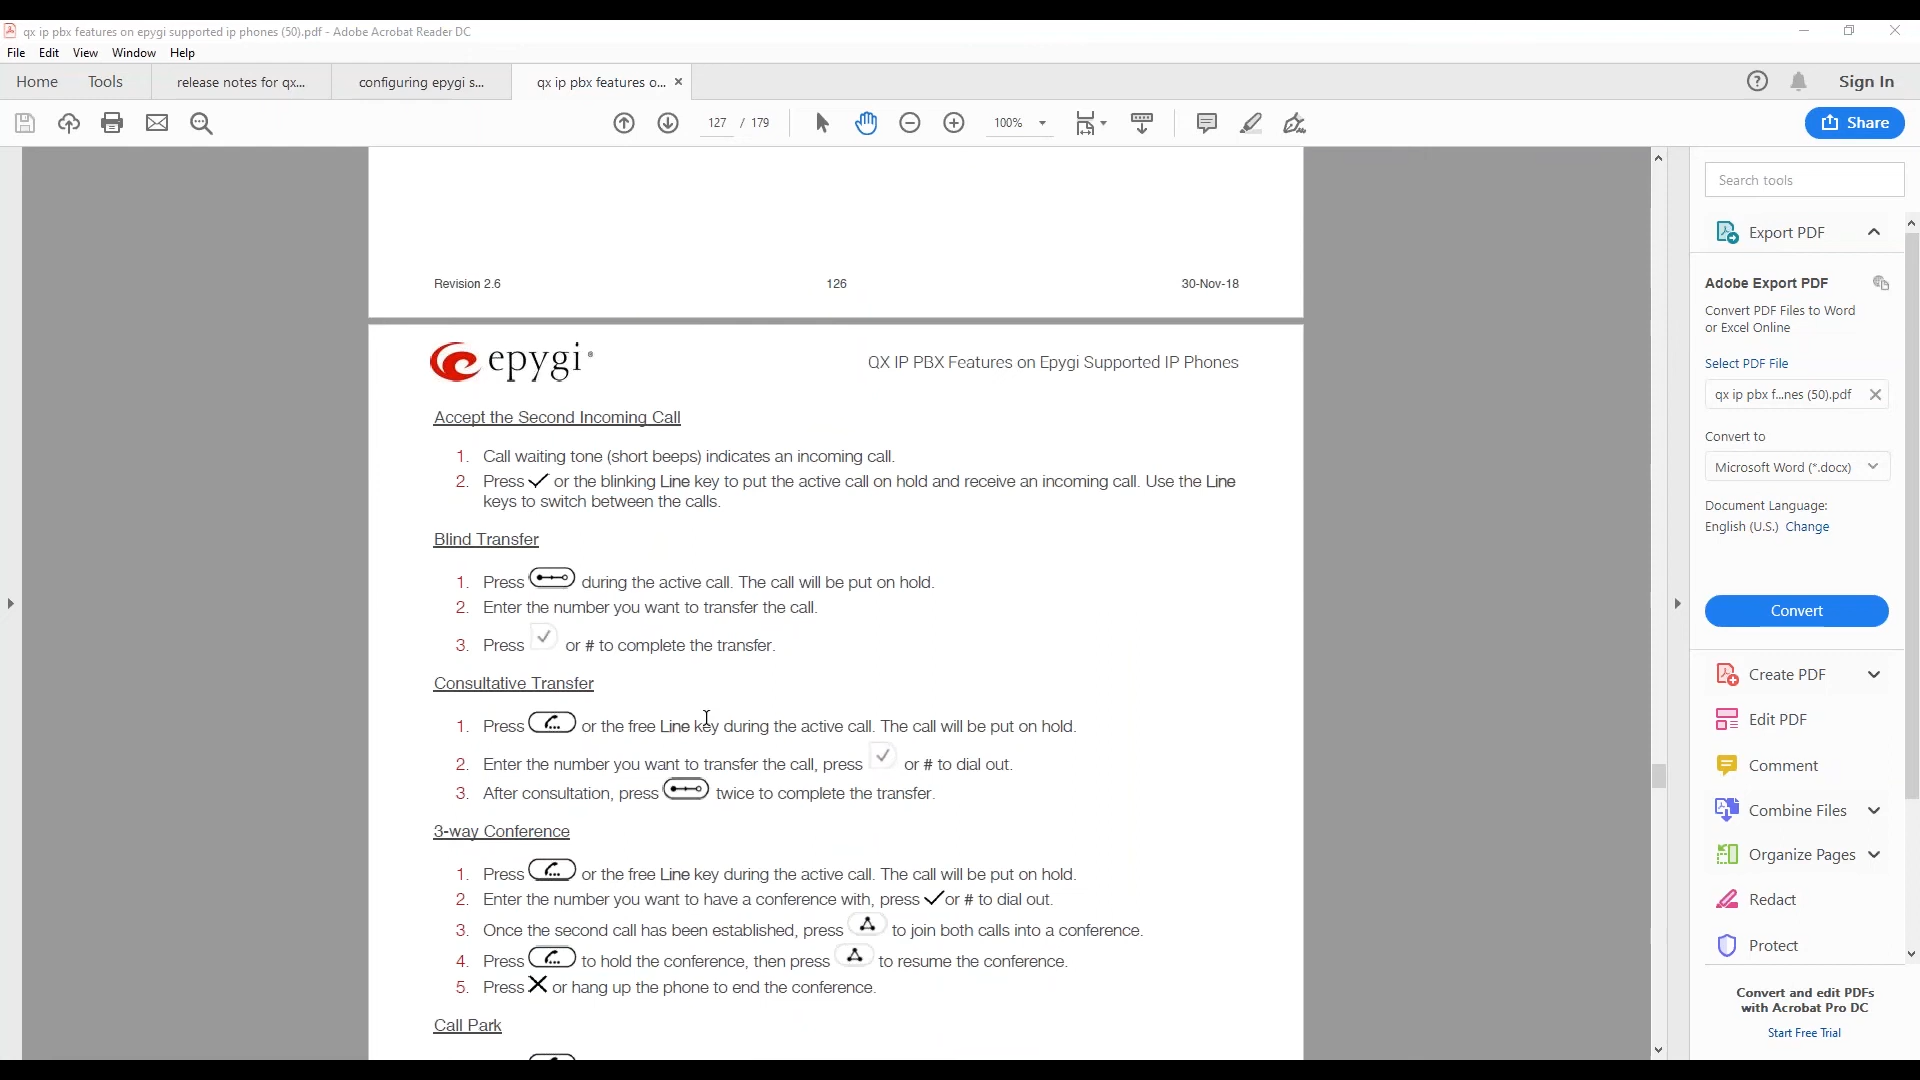 qx ip pbx features on epygi supported ip phones (50).pdf - Adobe Acrobat Reader DC
File Edit View Window Help
Home Tools release notes for qx... configuring epygi s... qx ip pbx features o... Sign In
127 / 179 100% Share
Revision 2.6 126 30-Nov-18
epygi QX IP PBX Features on Epygi Supported IP Phones
Accept the Second Incoming Call
1. Call waiting tone (short beeps) indicates an incoming call.
2. Press or the blinking Line key to put the active call on hold and receive an incoming call. Use the Line
keys to switch between the calls.
Blind Transfer
1. Press during the active call. The call will be put on hold.
2. Enter the number you want to transfer the call.
3. Press or # to complete the transfer.
Consultative Transfer
1. Press or the free Line key during the active call. The call will be put on hold.
2. Enter the number you want to transfer the call, press or # to dial out.
3. After consultation, press twice to complete the transfer.
3-way Conference
1. Press or the free Line key during the active call. The call will be put on hold.
2. Enter the number you want to have a conference with, press or # to dial out.
3. Once the second call has been established, press to join both calls into a conference.
4. Press to hold the conference, then press to resume the conference.
5. Press or hang up the phone to end the conference.
Call Park
Search tools
Export PDF
Adobe Export PDF
Convert PDF Files to Word
or Excel Online
Select PDF File
qx ip pbx f...nes (50).pdf
Convert to
Microsoft Word (*.docx)
Document Language:
English (U.S.) Change
Convert
Create PDF
Edit PDF
Comment
Combine Files
Organize Pages
Redact
Protect
Convert and edit PDFs
with Acrobat Pro DC
Start Free Trial